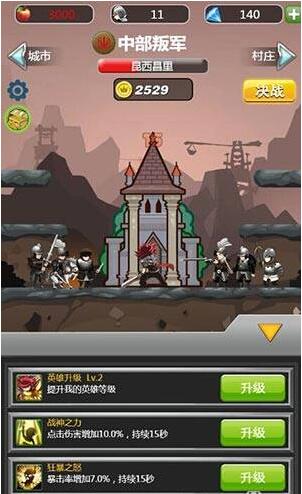 3000 11 140
城市 中部叛军 村庄
昆西昌里
2529 决战
英雄升级 Lv.2
提升我的英雄等级
升级
战神之力
点击伤害增加10.0%，持续15秒
升级
狂暴之怒
暴击率增加7.0%，持续15秒
升级